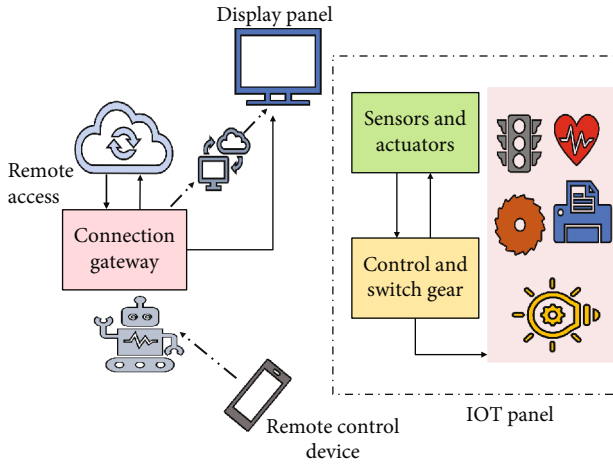 Display panel
Remote
access
Connection
gateway
Remote control
device
Sensors and
actuators
Control and
switch gear
IOT panel